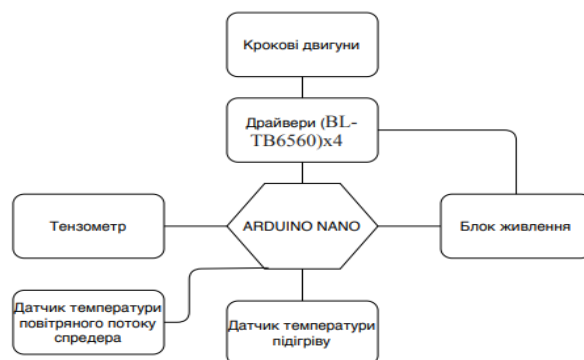 Крокові двигуни
Драйвери (BL-
TB6560)x4
Тензометр
ARDUINO NANO
Блок живлення
Датчик температури
повітряного потоку
спредера
Датчик температури
підігріву